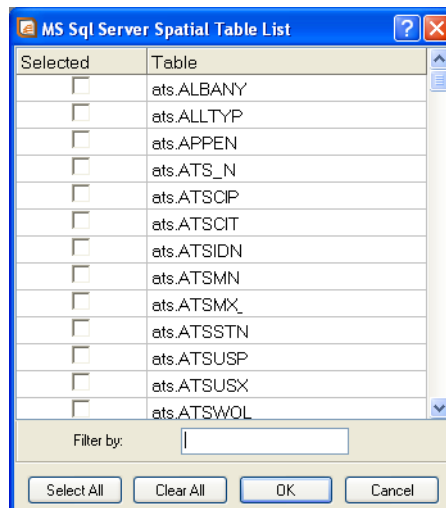 MS Sql Server Spatial Table List
Selected Table
ats.ALBANY
ats.ALLTYP
ats.APPEN
ats.ATS_N
ats.ATSCIP
ats.ATSCIT
ats.ATSIDN
ats.ATSMN
ats.ATSMX_
ats.ATSSTN
ats.ATSUSP
ats.ATSUSX
ats.ATSWOL
Filter by:
Select All Clear All OK Cancel